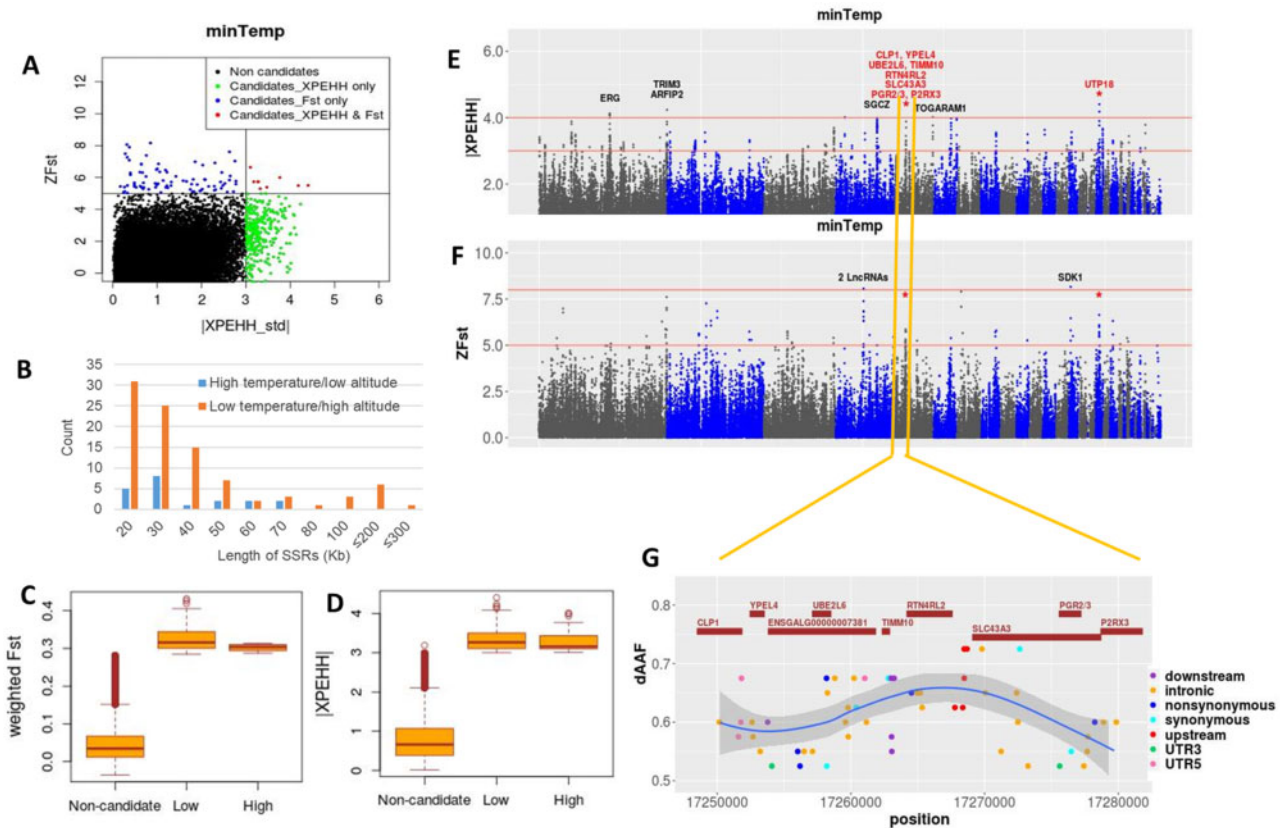 A
minTemp
Non candidates
Candidates_XPEHH only
Candidates_Fst only
Candidates_XPEHH & Fst
ZFst
0 2 4 6 8 10 12
0 1 2 3 4 5 6
|XPEHH_std|
B
35
30
25
20
15
10
5
0
Count
High temperature/low altitude
Low temperature/high altitude
20 30 40 50 60 70 80 100 ≤200 ≤300
Length of SSRs (Kb)
C
weighted Fst
0.0 0.1 0.2 0.3 0.4
Non-candidate Low High
D
|XPEHH|
0 1 2 3 4
Non-candidate Low High
E
minTemp
|XPEHH|
6.0
4.0
2.0
ERG
TRIM3
ARFIP2
SGCZ
CLP1, YPEL4
UBE2L6, TIMM10
RTN4RL2
SLC43A3
PGR2/3, P2RX3
TOGARAM1
UTP18
*
*
F
minTemp
ZFst
10.0
7.5
5.0
2.5
0.0
2 LncRNAs
SDK1
*
*
G
dAAF
0.8
0.7
0.6
0.5
YPEL4 UBE2L6 RTN4RL2 PGR2/3
CLP1 ENSGALG00000007381 TIMM10 SLC43A3 P2RX3
17250000 17260000 17270000 17280000
position
downstream
intronic
nonsynonymous
synonymous
upstream
UTR3
UTR5